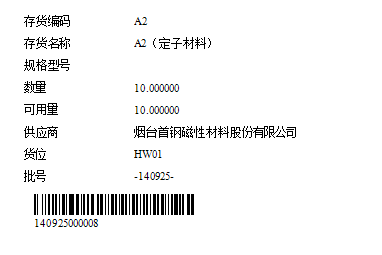 存货编码 A2
存货名称 A2（定子材料）
规格型号
数量 10.000000
可用量 10.000000
供应商 烟台首钢磁性材料股份有限公司
货位 HW01
批号 -140925-
140925000008